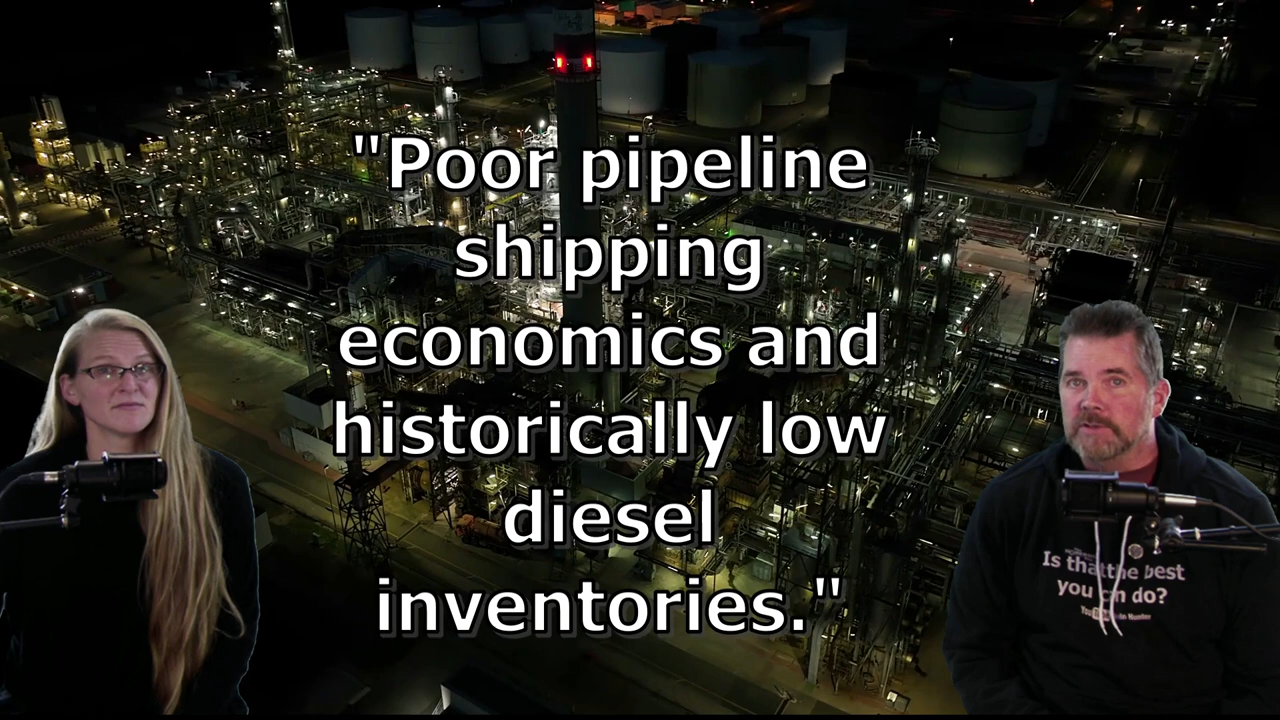 "Poor pipeline
shipping
economics and
historically low
diesel
inventories."
Is that the best
you can do?